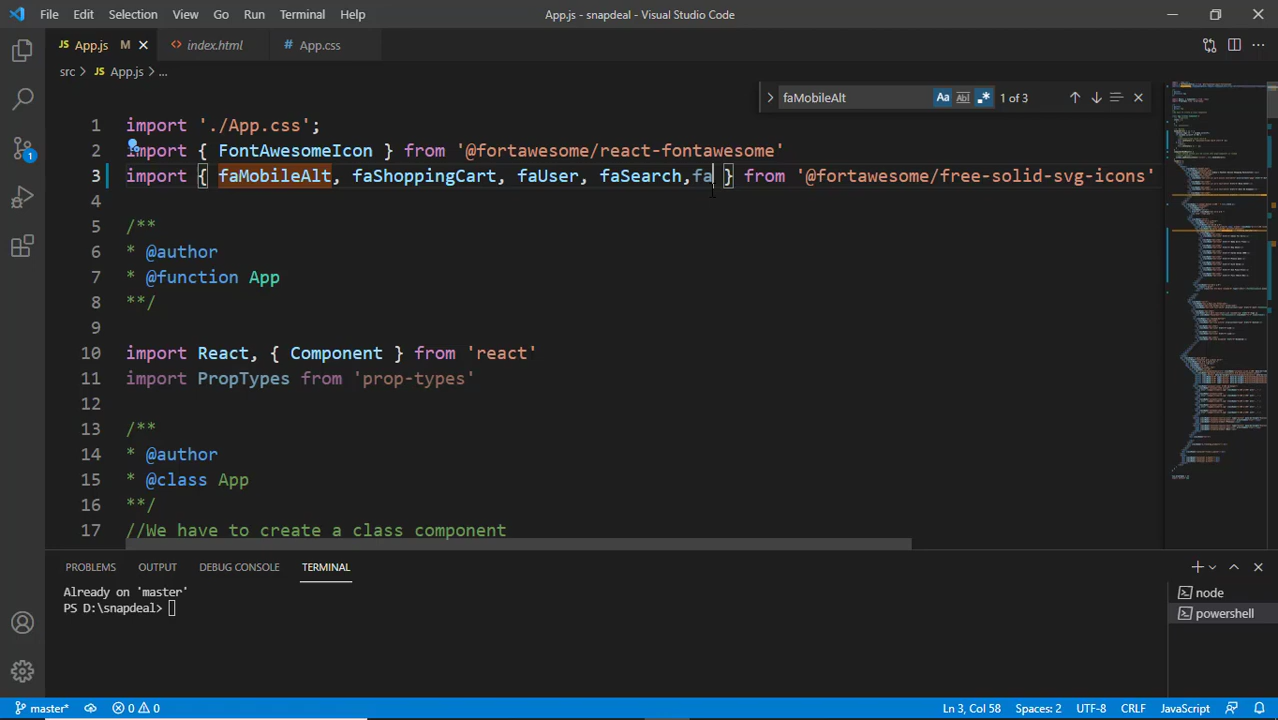 File Edit Selection View Go Run Terminal Help App.js - snapdeal - Visual Studio Code
JS App.js M index.html # App.css
src > JS App.js > ...
faMobileAlt Aa Abl .* 1 of 3
1 import './App.css';
2 import { FontAwesomeIcon } from '@fortawesome/react-fontawesome'
3 import { faMobileAlt, faShoppingCart, faUser, faSearch,fa } from '@fortawesome/free-solid-svg-icons'
4
5 /**
6 * @author
7 * @function App
8 **/
9
10 import React, { Component } from 'react'
11 import PropTypes from 'prop-types'
12
13 /**
14 * @author
15 * @class App
16 **/
17 //We have to create a class component
1
PROBLEMS OUTPUT DEBUG CONSOLE TERMINAL
Already on 'master'
PS D:\snapdeal>
node
powershell
master* 0 0 Ln 3, Col 58 Spaces: 2 UTF-8 CRLF JavaScript